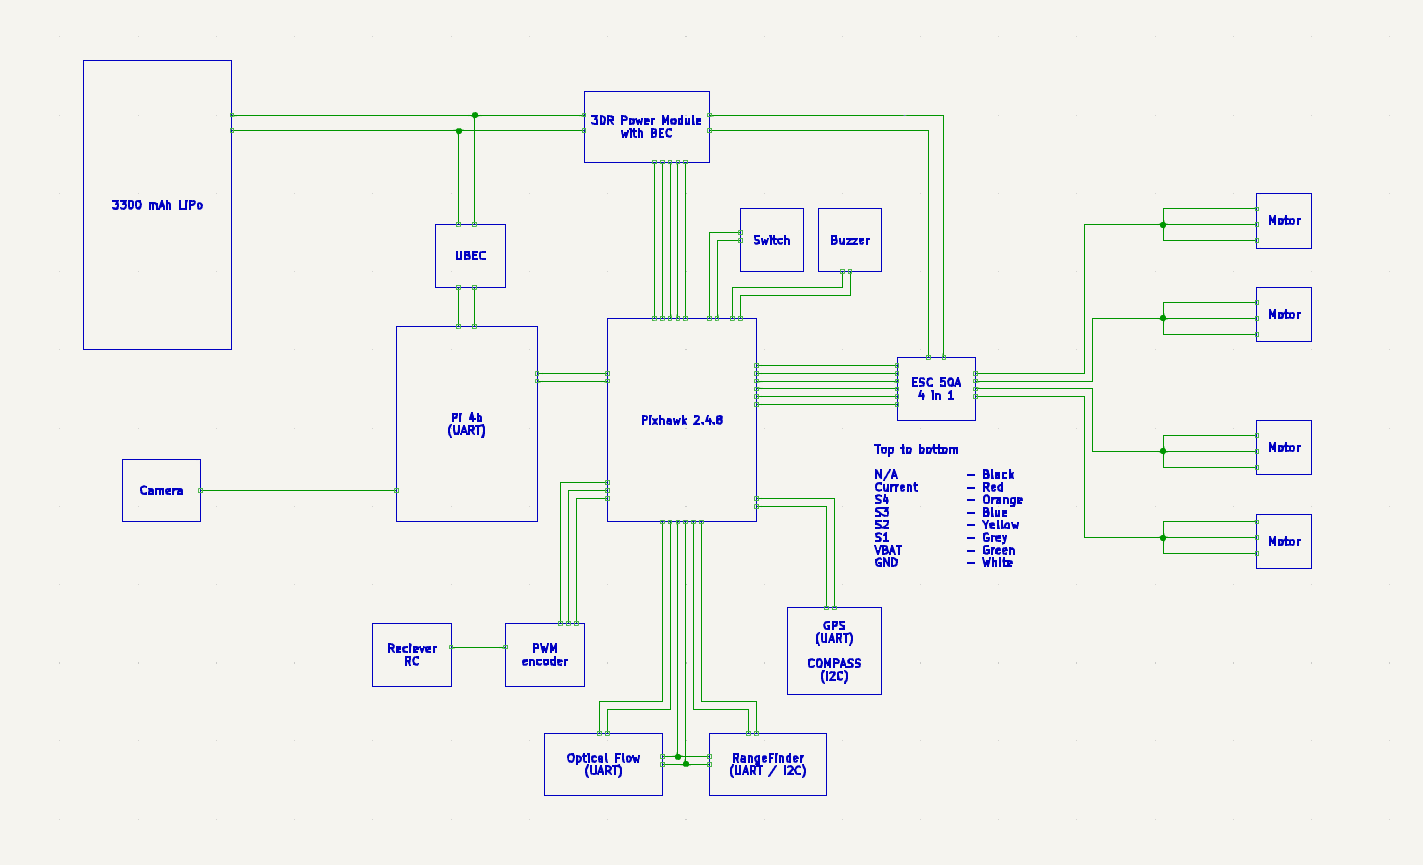 3DR Power Module
with BEC
3300 mAh LiPo
Switch
Buzzer
Motor
UBEC
Motor
ESC 50A
4 in 1
Pi 4b
(UART)
Pixhawk 2.4.8
Motor
Top to bottom
N/A – Black
Current – Red
S4 – Orange
S3 – Blue
S2 – Yellow
S1 – Grey
VBAT – Green
GND – White
Camera
Motor
Reciever
RC
PWM
encoder
GPS
(UART)
COMPASS
(I2C)
Optical Flow
(UART)
RangeFinder
(UART / I2C)